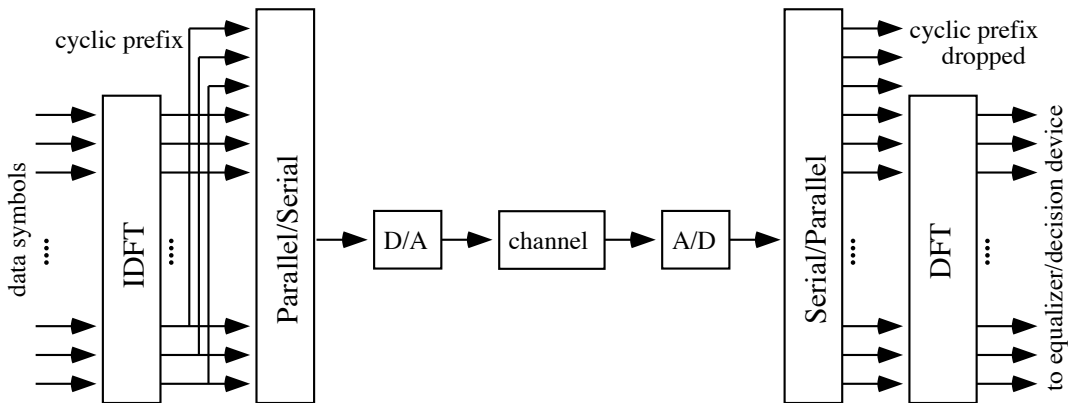 cyclic prefix
data symbols
....
IDFT
....
Parallel/Serial
D/A
channel
A/D
Serial/Parallel
cyclic prefix
dropped
....
DFT
....
to equalizer/decision device